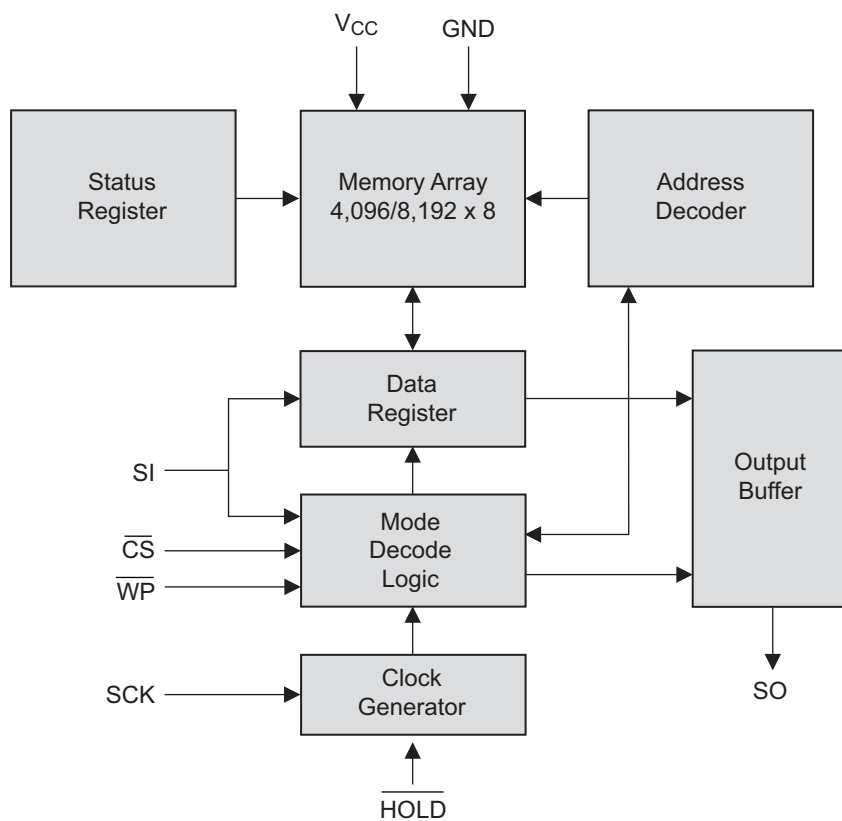 VCC
GND
Status
Register
Memory Array
4,096/8,192 x 8
Address
Decoder
Data
Register
SI
Mode
Decode
Logic
Output
Buffer
CS
WP
Clock
Generator
SCK
SO
HOLD